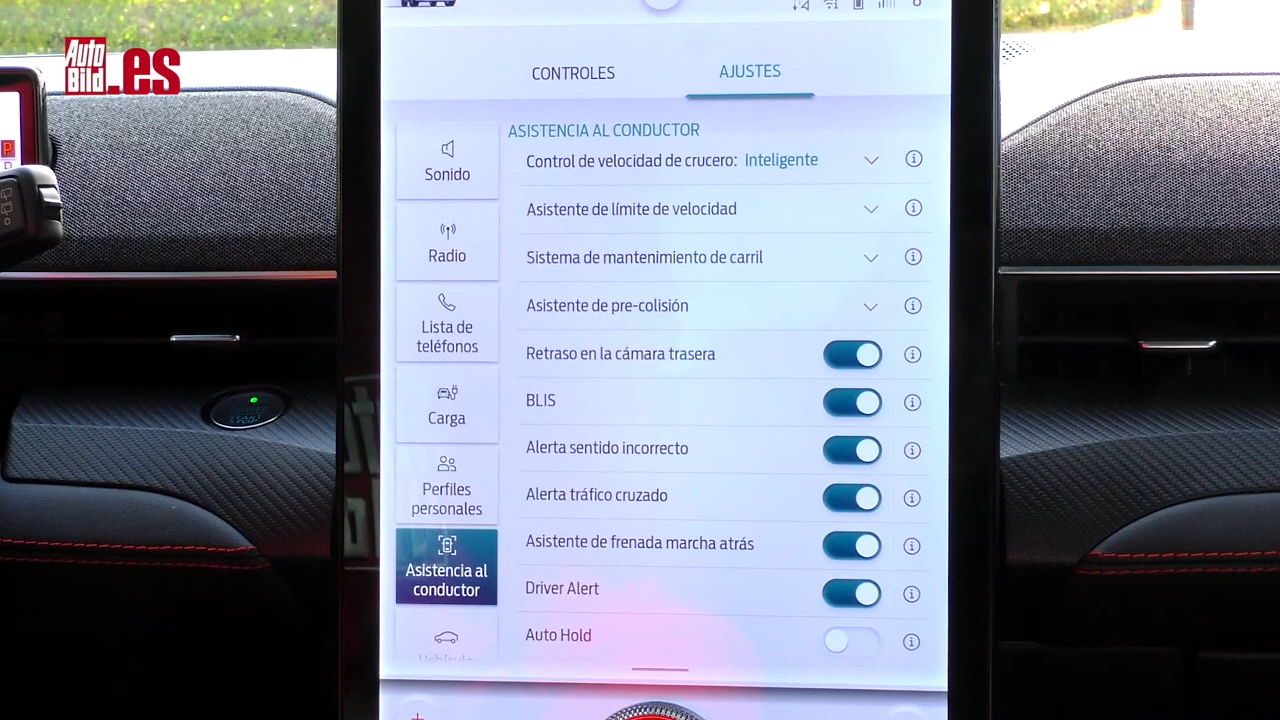 Auto
Bild
.es
CONTROLES
AJUSTES
ASISTENCIA AL CONDUCTOR
Sonido
Radio
Lista de
teléfonos
Carga
Perfiles
personales
Asistencia al
conductor
Control de velocidad de crucero: Inteligente
Asistente de límite de velocidad
Sistema de mantenimiento de carril
Asistente de pre-colisión
Retraso en la cámara trasera
BLIS
Alerta sentido incorrecto
Alerta tráfico cruzado
Asistente de frenada marcha atrás
Driver Alert
Auto Hold
P